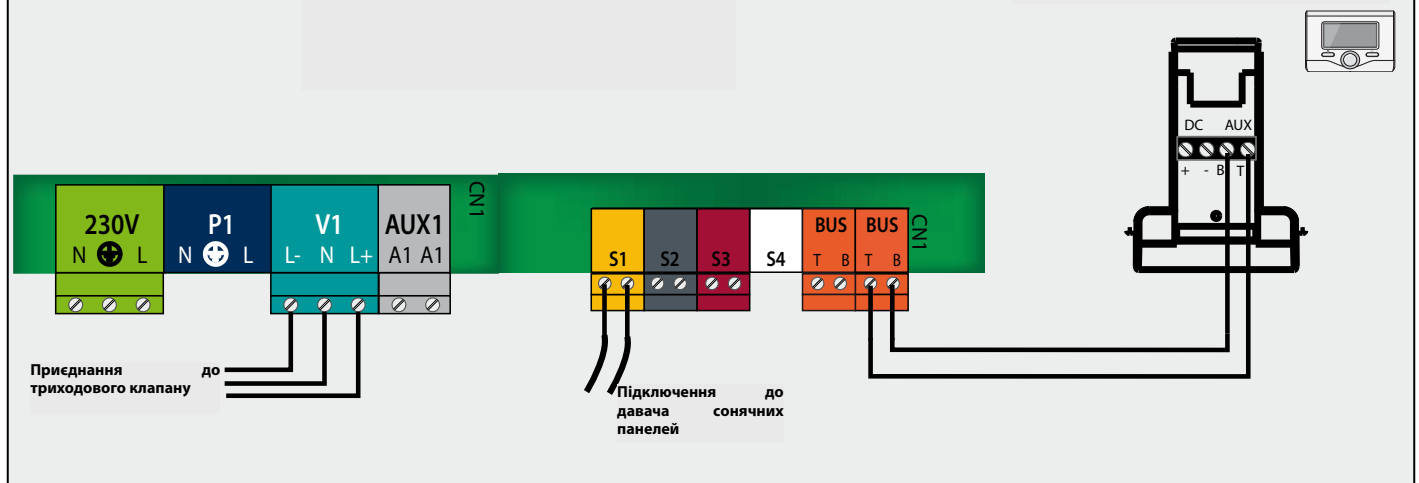 DC AUX
+ - B T
230V
N L
P1
N L
V1
L- N L+
AUX1
A1 A1
CN1
S1
S2
S3
S4
BUS
T B
BUS
T B
CN1
Приєднання до
триходового клапану
Підключення до
давача сонячних
панелей